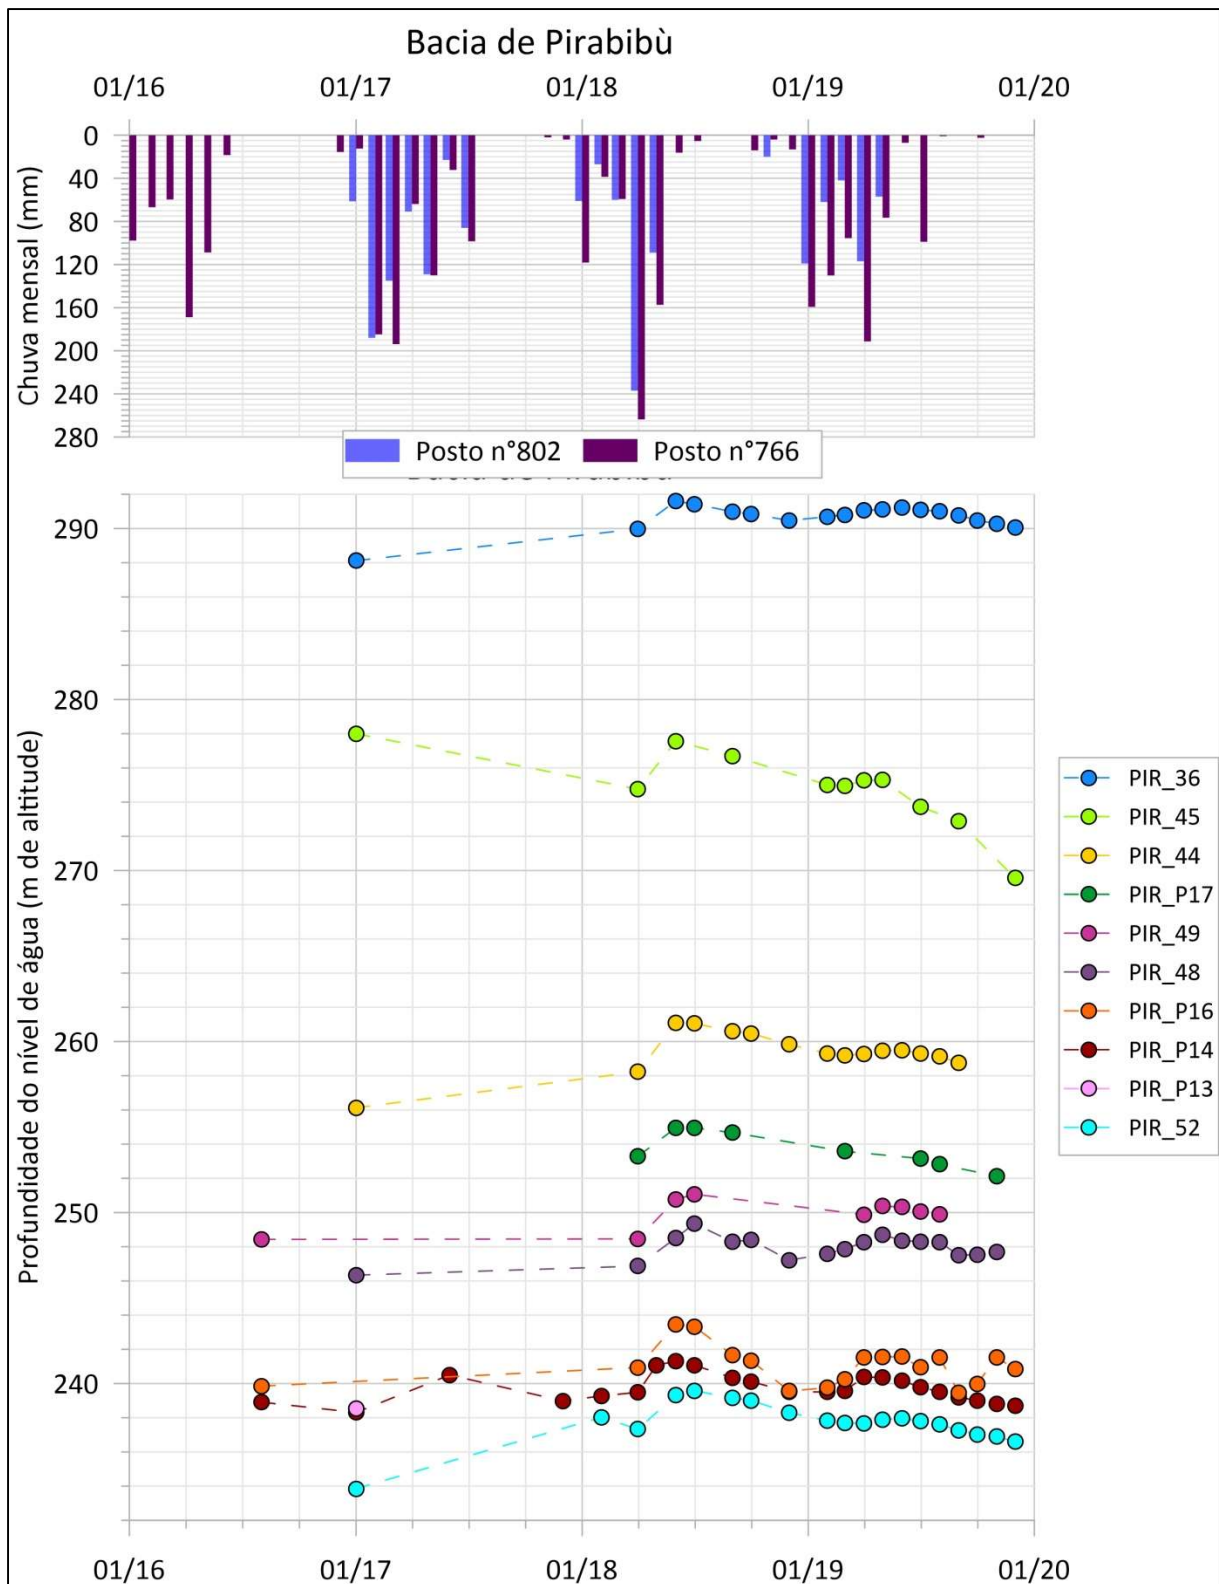 Bacia de Pirabibù
01/16 01/17 01/18 01/19 01/20
Chuva mensal (mm)
0
40
80
120
160
200
240
280
Posto n°802 Posto n°766
Profundidade do nível de água (m de altitude)
290
280
270
260
250
240
PIR_36
PIR_45
PIR_44
PIR_P17
PIR_49
PIR_48
PIR_P16
PIR_P14
PIR_P13
PIR_52
01/16 01/17 01/18 01/19 01/20